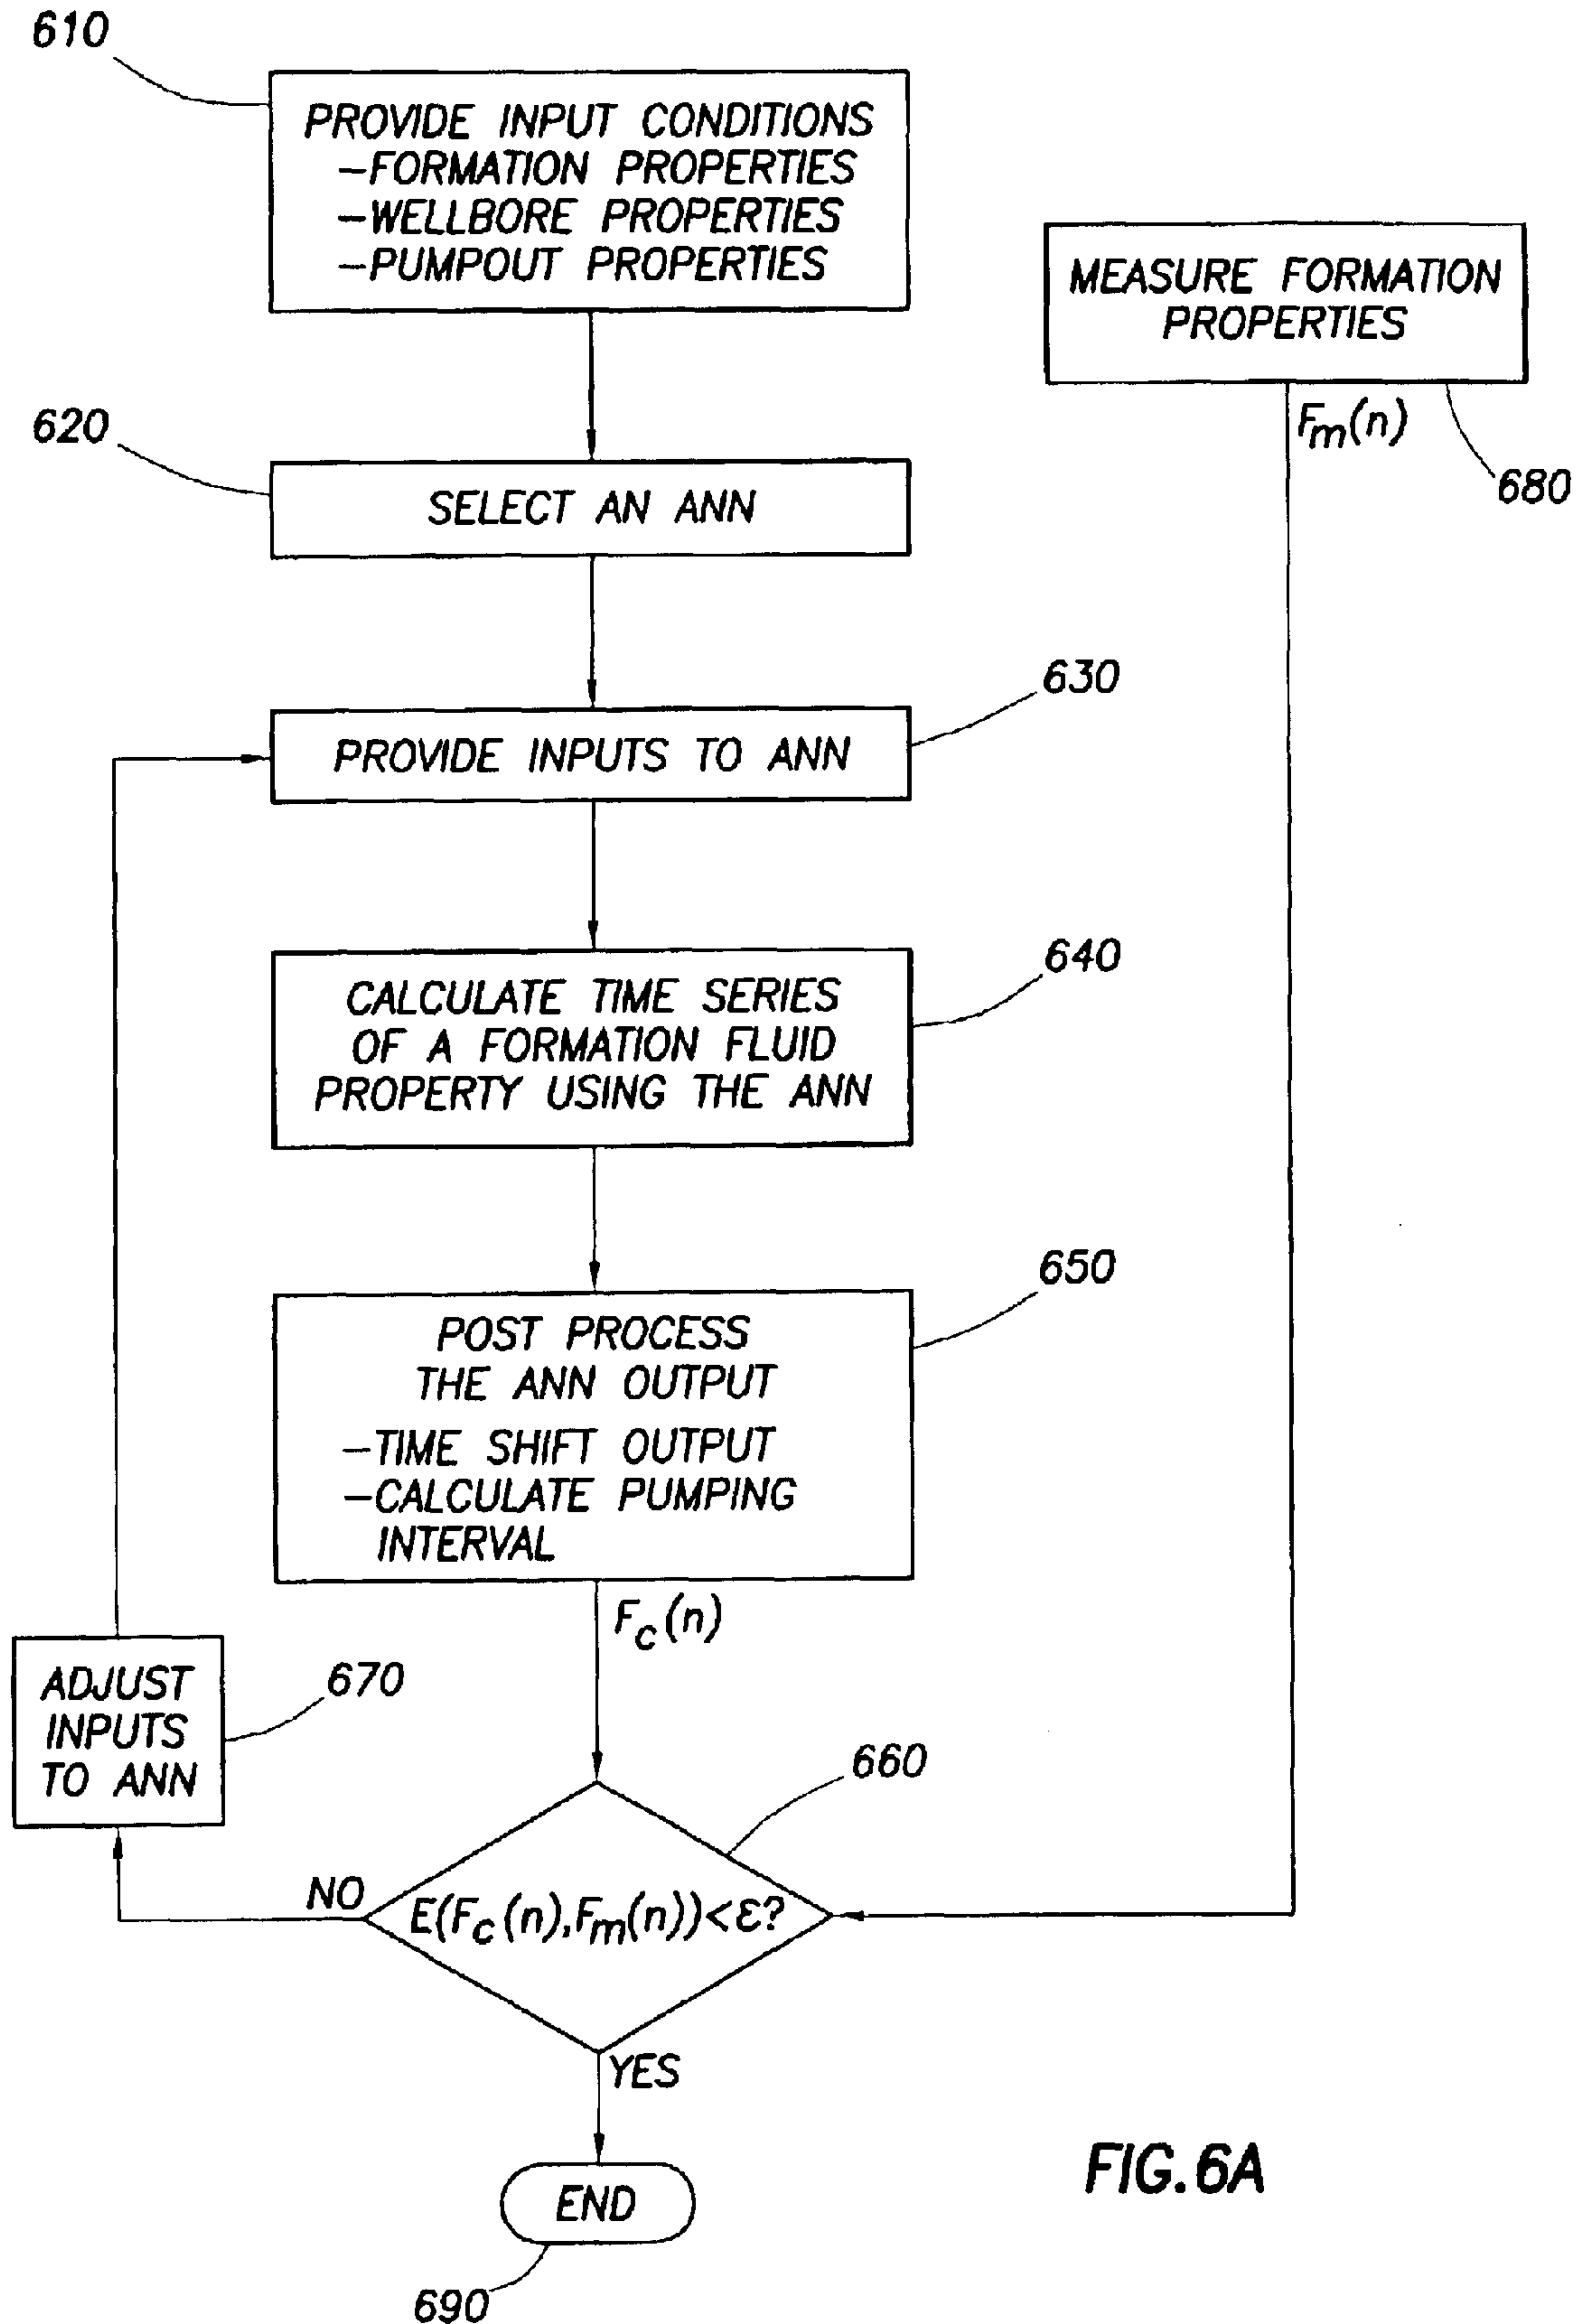 610
PROVIDE INPUT CONDITIONS
-FORMATION PROPERTIES
-WELLBORE PROPERTIES
-PUMPOUT PROPERTIES
MEASURE FORMATION
PROPERTIES
Fm(n)
680
620
SELECT AN ANN
630
PROVIDE INPUTS TO ANN
640
CALCULATE TIME SERIES
OF A FORMATION FLUID
PROPERTY USING THE ANN
650
POST PROCESS
THE ANN OUTPUT
-TIME SHIFT OUTPUT
-CALCULATE PUMPING
INTERVAL
Fc(n)
ADJUST
INPUTS
TO ANN
670
660
NO
E(Fc(n),Fm(n))<ε?
YES
END
690
FIG.6A